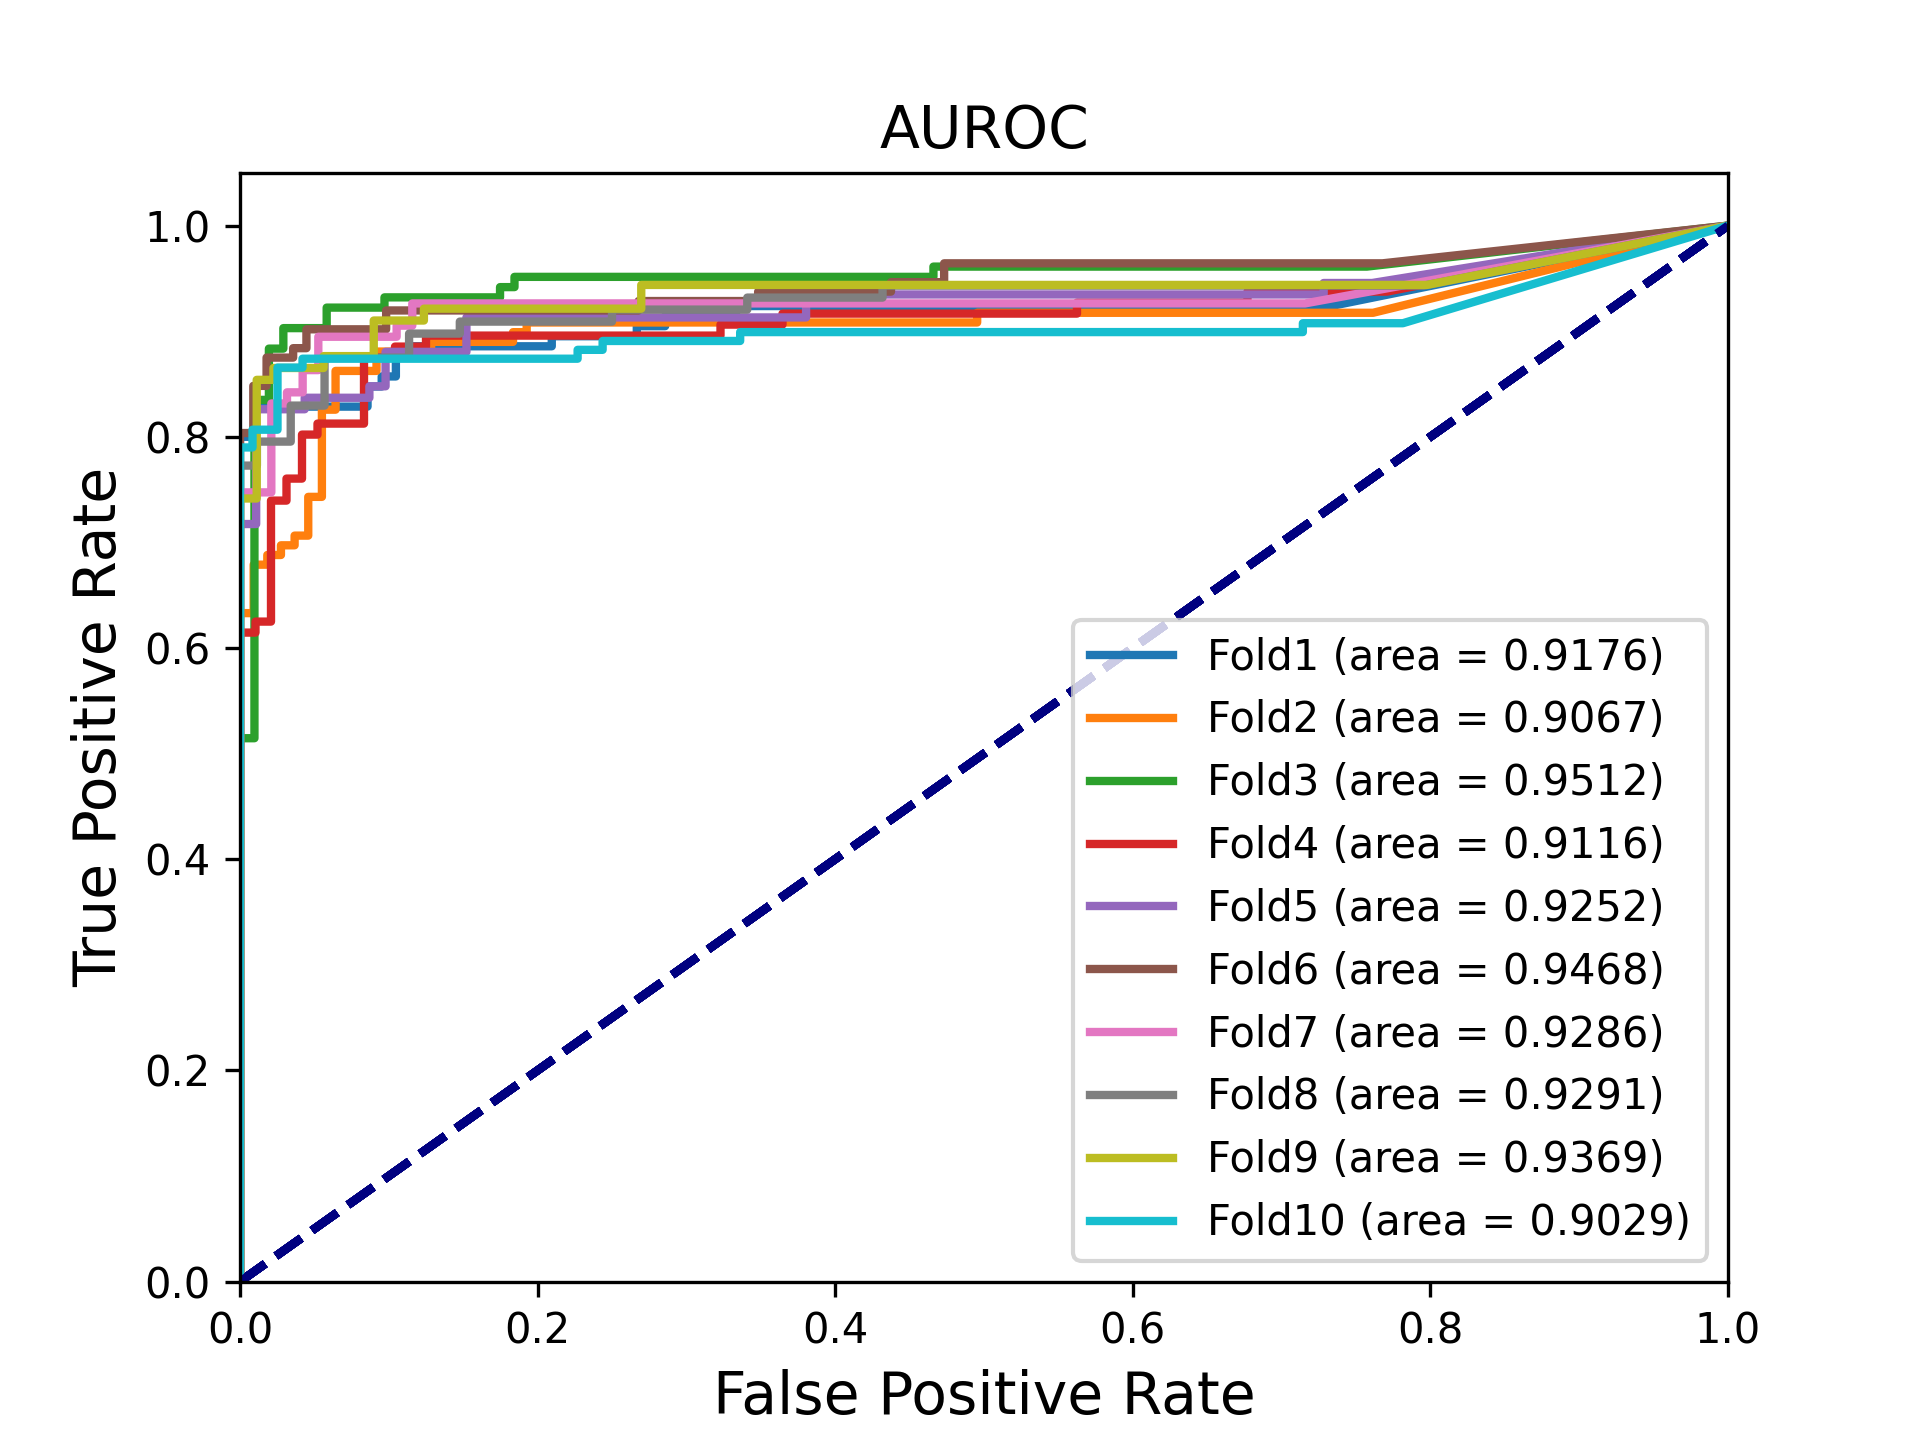 AUROC
True Positive Rate
1.0
0.8
0.6
0.4
0.2
0.0
Fold1 (area = 0.9176)
Fold2 (area = 0.9067)
Fold3 (area = 0.9512)
Fold4 (area = 0.9116)
Fold5 (area = 0.9252)
Fold6 (area = 0.9468)
Fold7 (area = 0.9286)
Fold8 (area = 0.9291)
Fold9 (area = 0.9369)
Fold10 (area = 0.9029)
0.0 0.2 0.4 0.6 0.8 1.0
False Positive Rate